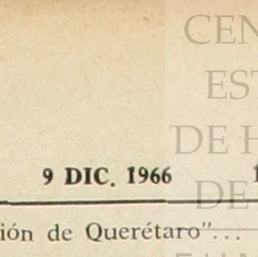 CEN
EST
DE H
9 DIC. 1966
DE
ión de Querétaro"...